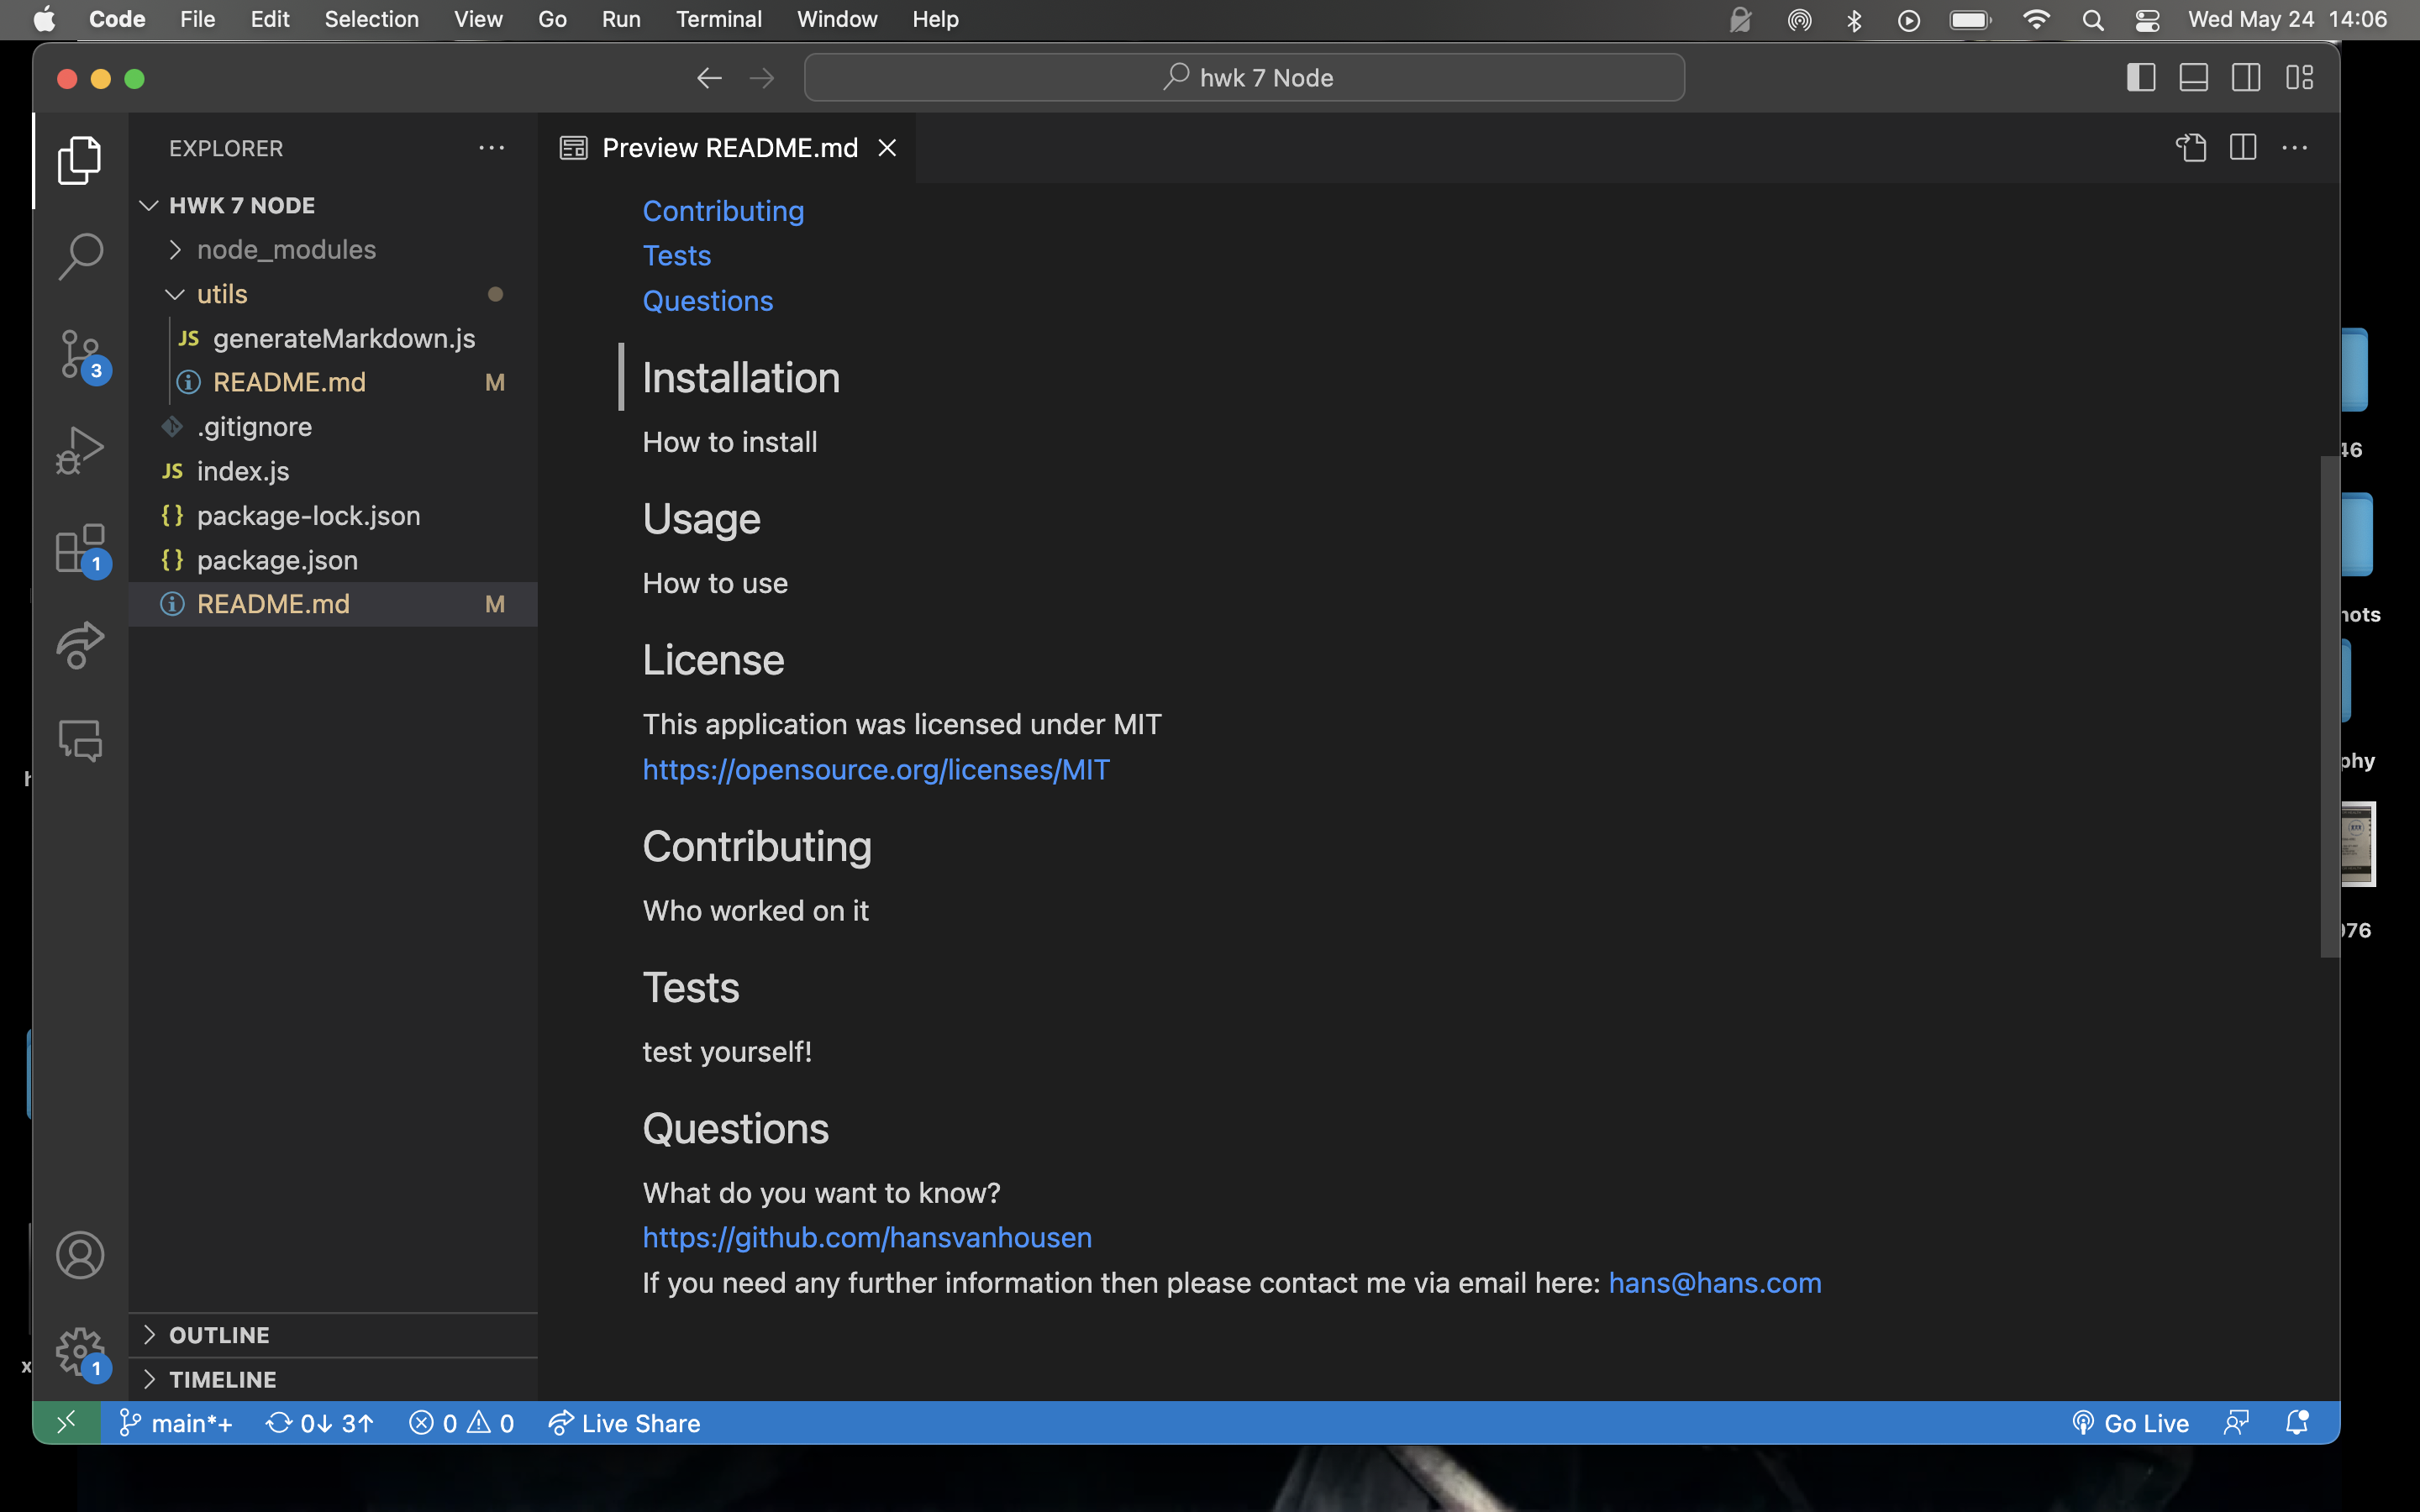 Code File Edit Selection View Go Run Terminal Window Help Wed May 24 14:06
hwk 7 Node
EXPLORER
Preview README.md
HWK 7 NODE
node_modules
utils
JS generateMarkdown.js
README.md M
.gitignore
JS index.js
{} package-lock.json
{} package.json
README.md M
3
1
1
OUTLINE
TIMELINE
Contributing
Tests
Questions
Installation
How to install
Usage
How to use
License
This application was licensed under MIT
https://opensource.org/licenses/MIT
Contributing
Who worked on it
Tests
test yourself!
Questions
What do you want to know?
https://github.com/hansvanhousen
If you need any further information then please contact me via email here: hans@hans.com
main*+ 0↓ 3↑ 0 0 Live Share Go Live